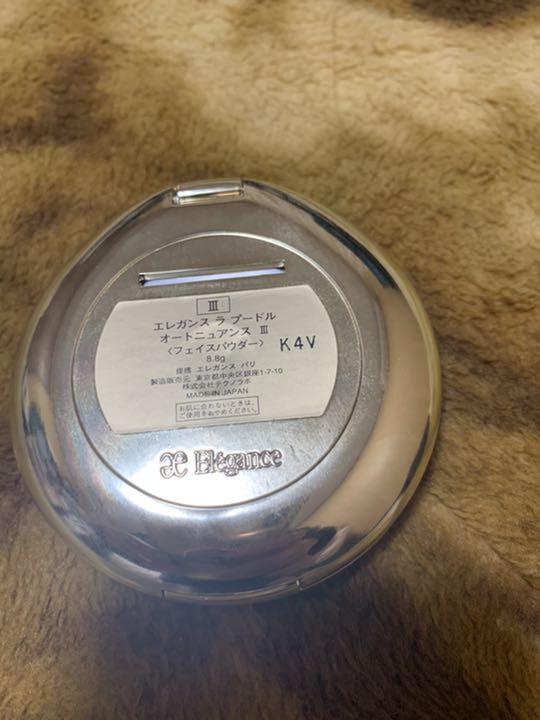 III
エレガンス ラ プードル
オートニュアンス III
〈フェイスパウダー〉
K4V
8.8g
提携 エレガンス パリ
製造販売元 東京都中央区銀座1-7-10
株式会社テクノラボ
MADE IN JAPAN
お肌に合わないときは、
ご使用をおやめください。
æ Elégance